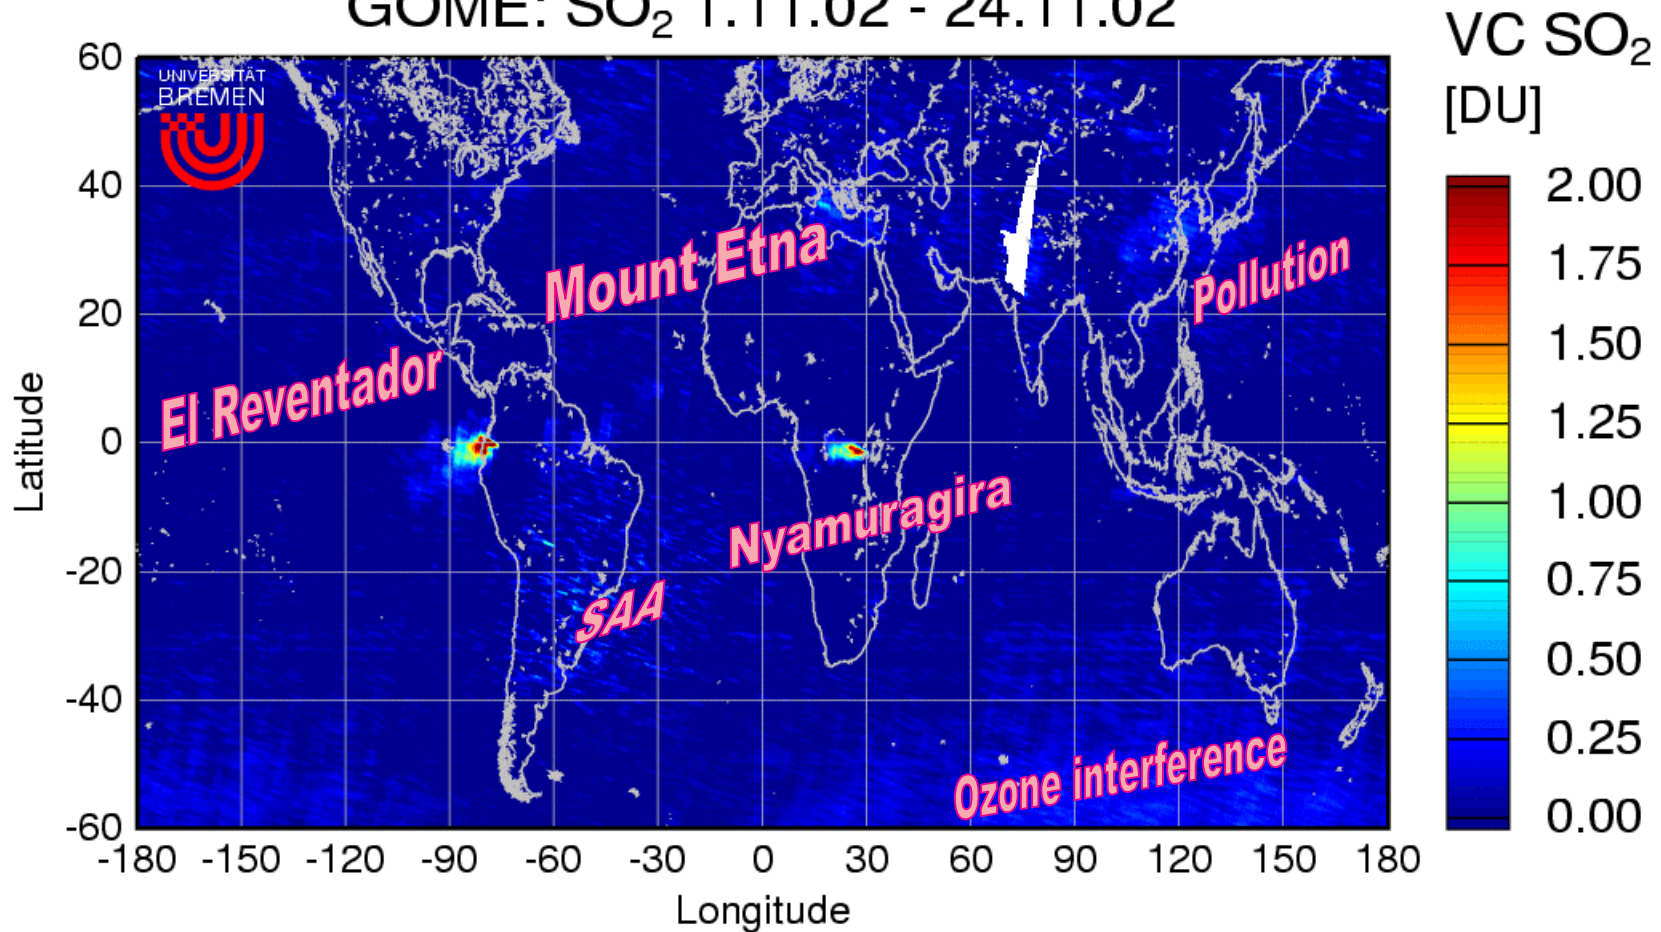 GOME: SO₂ 1.11.02 - 24.11.02
VC SO₂
[DU]
UNIVERSITÄT
BREMEN
60
40
20
0
-20
-40
-60
Latitude
Mount Etna
Pollution
El Reventador
Nyamuragira
SAA
Ozone interference
-180 -150 -120 -90 -60 -30 0 30 60 90 120 150 180
Longitude
2.00
1.75
1.50
1.25
1.00
0.75
0.50
0.25
0.00